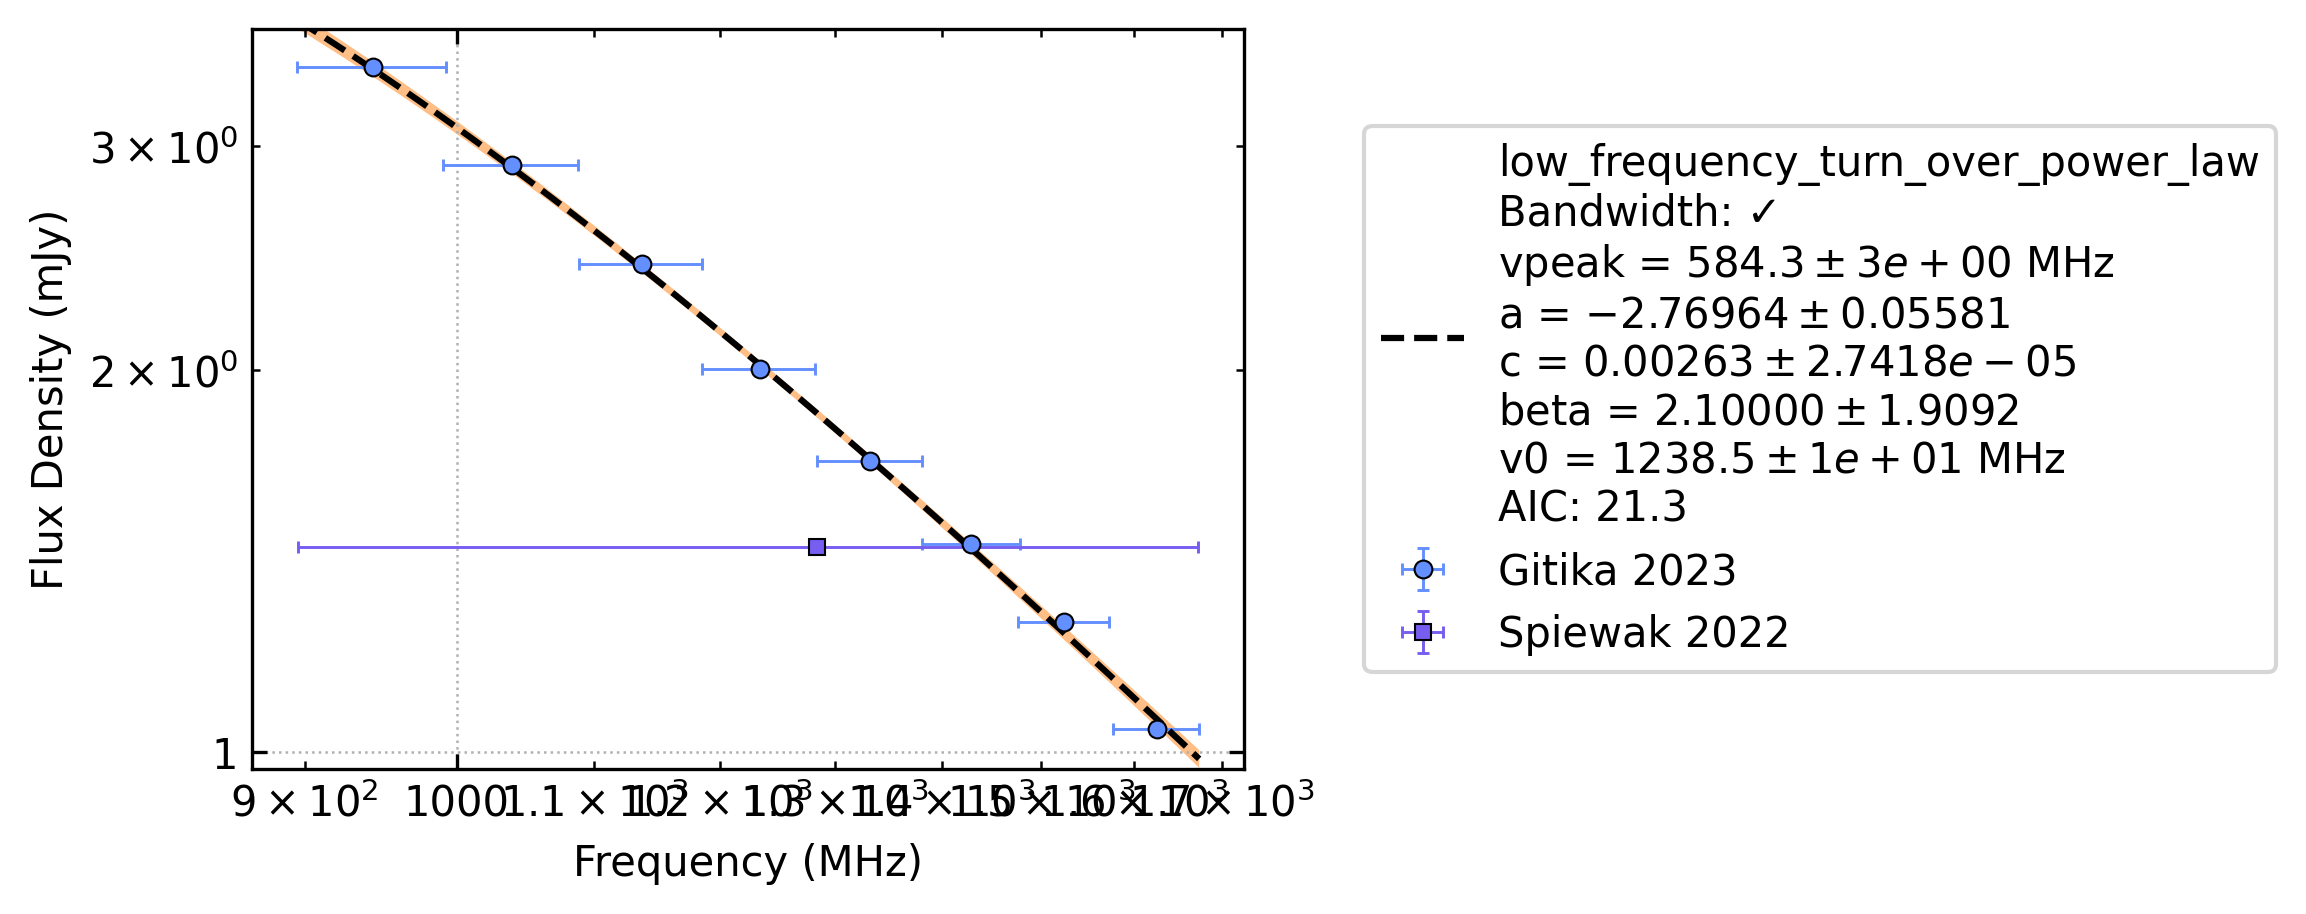 Flux Density (mJy)
3 × 10⁰
2 × 10⁰
1
9 × 10² 1000 1.1 × 10³ 1.2 × 10³ 1.3 × 10³ 1.4 × 10³ 1.5 × 10³ 1.6 × 10³ 1.7 × 10³
Frequency (MHz)
low_frequency_turn_over_power_law
Bandwidth: ✓
vpeak = 584.3 ± 3e + 00 MHz
a = −2.76964 ± 0.05581
c = 0.00263 ± 2.7418e − 05
beta = 2.10000 ± 1.9092
v0 = 1238.5 ± 1e + 01 MHz
AIC: 21.3
Gitika 2023
Spiewak 2022